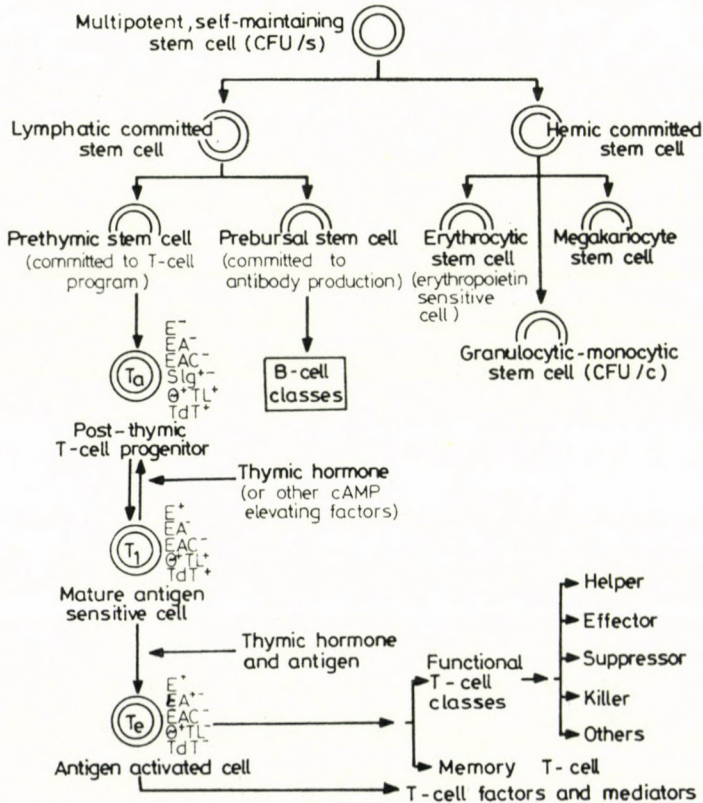 Multipotent, self-maintaining
stem cell (CFU/s)
Lymphatic committed
stem cell
Hemic committed
stem cell
Prethymic stem cell
(committed to T-cell
program)
Prebursal stem cell
(committed to
antibody production)
Erythrocytic
stem cell
(erythropoietin
sensitive
cell)
Megakariocyte
stem cell
Granulocytic-monocytic
stem cell (CFU/c)
B-cell
classes
Ta
E⁻
EA⁻
EAC⁻
SIg⁺⁻
Θ⁺TL⁺
TdT⁺
Post-thymic
T-cell progenitor
Thymic hormone
(or other cAMP
elevating factors)
T1
E⁺
EA⁻
EAC⁻
Θ⁺TL⁺
TdT⁺
Mature antigen
sensitive cell
Thymic hormone
and antigen
Te
E⁺
EA⁺⁻
EAC⁻
Θ⁺TL⁻
TdT⁻
Antigen activated cell
Functional
T-cell
classes
Helper
Effector
Suppressor
Killer
Others
Memory T-cell
T-cell factors and mediators